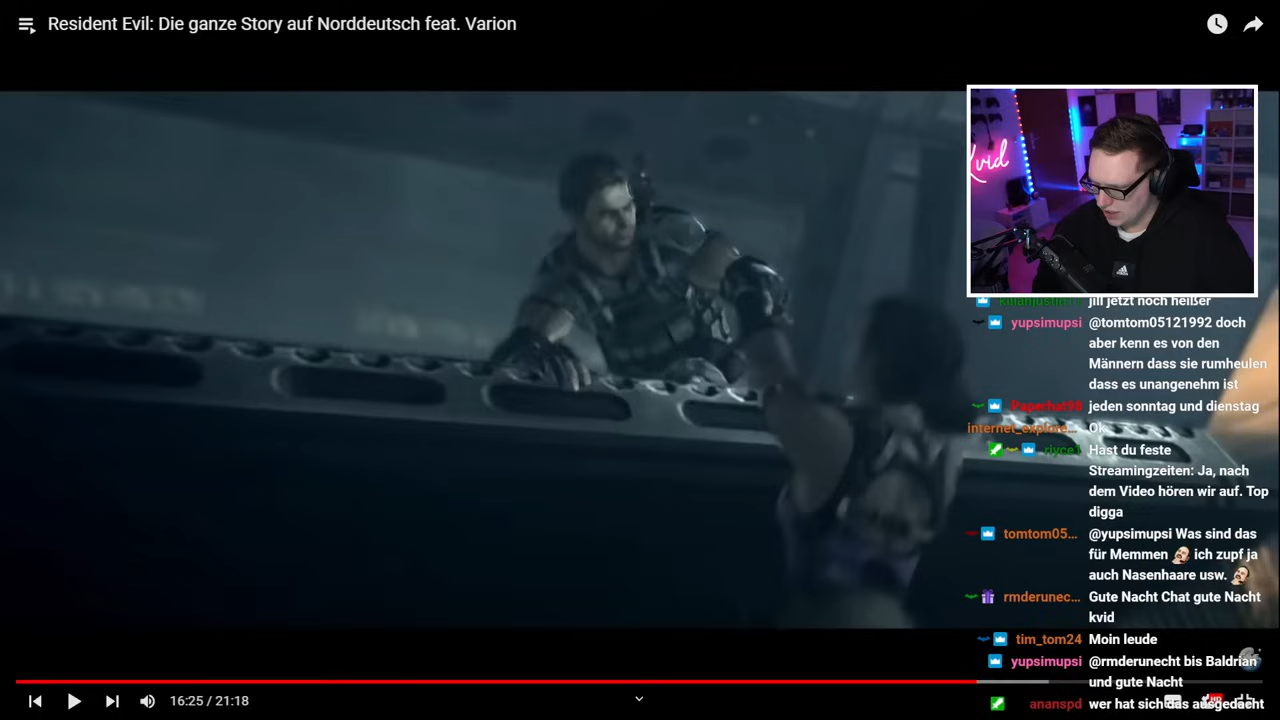 Resident Evil: Die ganze Story auf Norddeutsch feat. Varion
Kvid
jill jetzt noch heißer
yupsimupsi @tomtom05121992 doch
aber kenn es von den
Männern dass sie rumheulen
dass es unangenehm ist
Paperhat98 jeden sonntag und dienstag
internet_explore... Ok
riyce1 Hast du feste
Streamingzeiten: Ja, nach
dem Video hören wir auf. Top
digga
tomtom05... @yupsimupsi Was sind das
für Memmen ich zupf ja
auch Nasenhaare usw.
rmderunec... Gute Nacht Chat gute Nacht
kvid
tim_tom24 Moin leude
yupsimupsi @rmderunecht bis Baldrian
und gute Nacht
ananspd wer hat sich das ausgedacht
16:25 / 21:18
HD